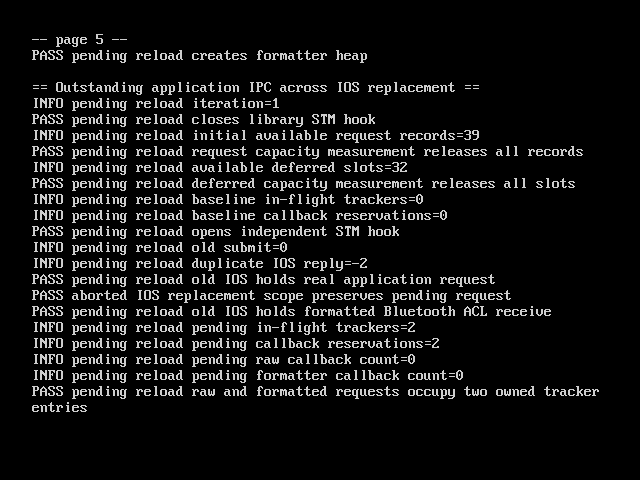 -- page 5 --
PASS pending reload creates formatter heap
== Outstanding application IPC across IOS replacement ==
INFO pending reload iteration=1
PASS pending reload closes library STM hook
INFO pending reload initial available request records=39
PASS pending reload request capacity measurement releases all records
INFO pending reload available deferred slots=32
PASS pending reload deferred capacity measurement releases all slots
INFO pending reload baseline in-flight trackers=0
INFO pending reload baseline callback reservations=0
PASS pending reload opens independent STM hook
INFO pending reload old submit=0
INFO pending reload duplicate IOS reply=-2
PASS pending reload old IOS holds real application request
PASS aborted IOS replacement scope preserves pending request
PASS pending reload old IOS holds formatted Bluetooth ACL receive
INFO pending reload pending in-flight trackers=2
INFO pending reload pending callback reservations=2
INFO pending reload pending raw callback count=0
INFO pending reload pending formatter callback count=0
PASS pending reload raw and formatted requests occupy two owned tracker
entries